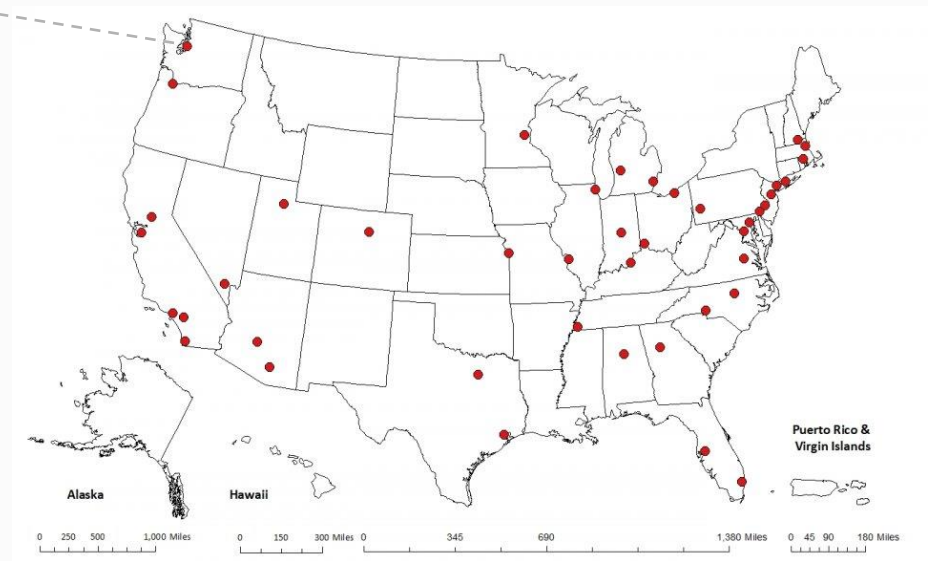 Puerto Rico &
Virgin Islands
Alaska
Hawaii
0 250 500 1,000 Miles
0 150 300 Miles
0 345 690 1,380 Miles
0 45 90 180 Miles